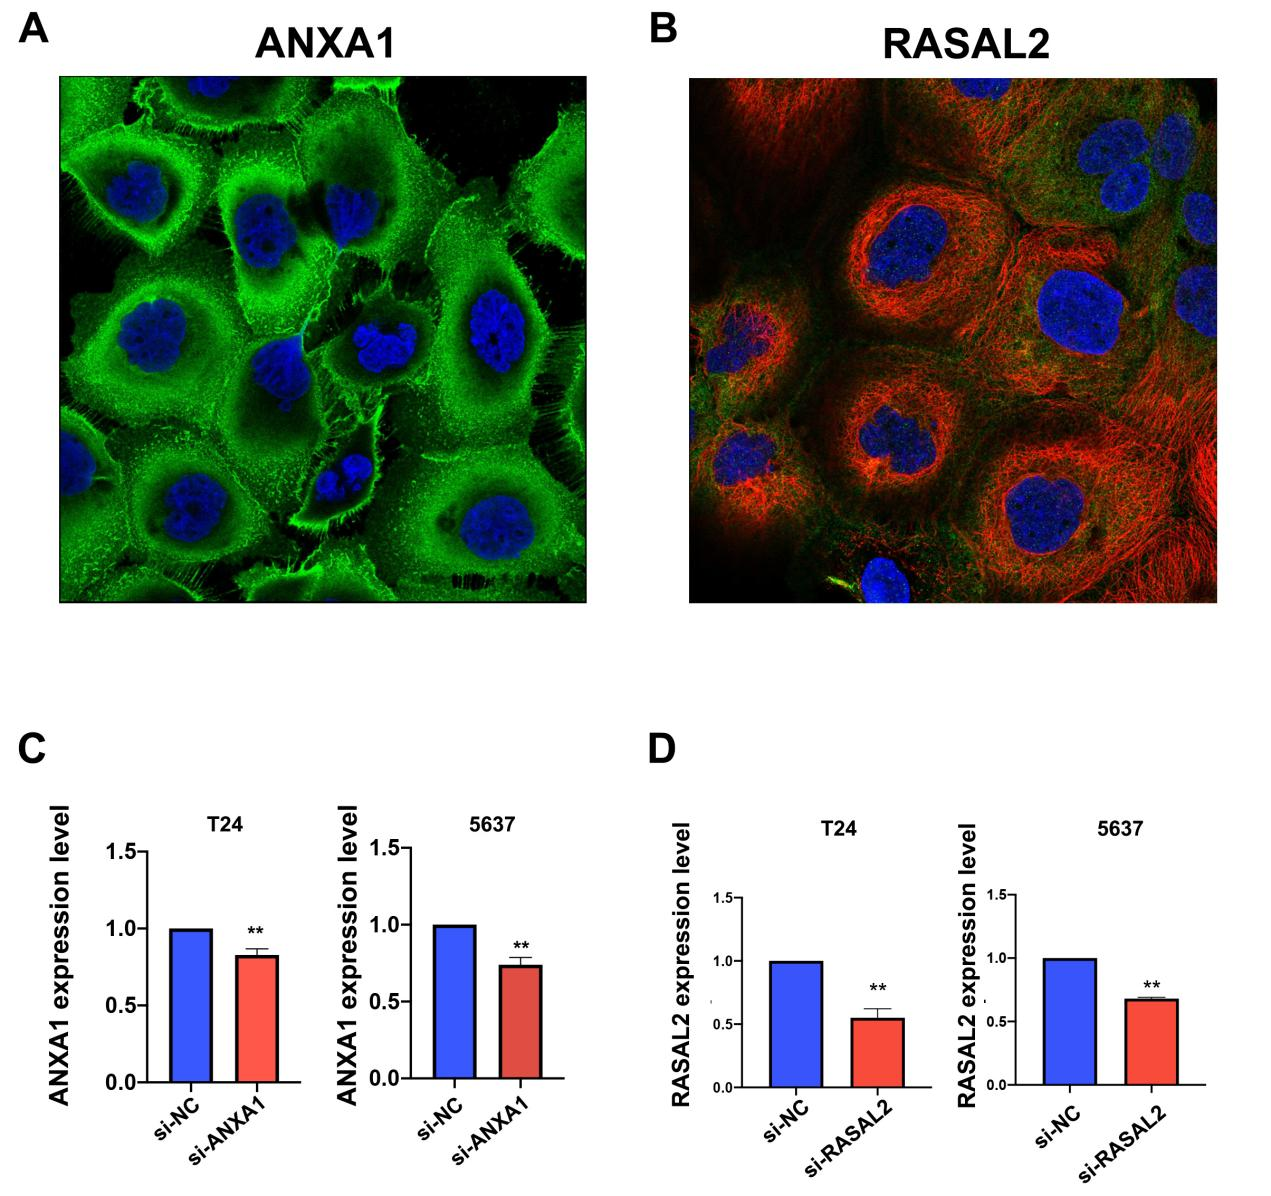 A
ANXA1
B
RASAL2
C
T24
ANXA1 expression level
1.5
1.0
0.5
0.0
**
si-NC
si-ANXA1
5637
ANXA1 expression level
1.5
1.0
0.5
0.0
**
si-NC
si-ANXA1
D
T24
RASAL2 expression level
1.5
1.0
0.5
0.0
**
si-NC
si-RASAL2
5637
RASAL2 expression level
1.5
1.0
0.5
0.0
**
si-NC
si-RASAL2